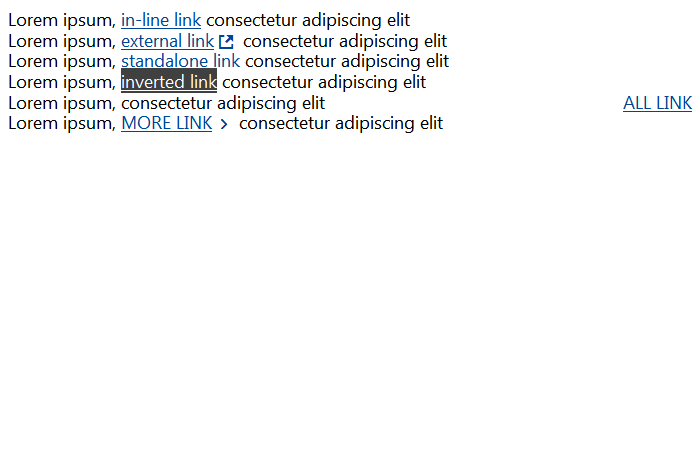 Lorem ipsum, in-line link consectetur adipiscing elit
Lorem ipsum, external link consectetur adipiscing elit
Lorem ipsum, standalone link consectetur adipiscing elit
Lorem ipsum, inverted link consectetur adipiscing elit
Lorem ipsum, consectetur adipiscing elit ALL LINK
Lorem ipsum, MORE LINK consectetur adipiscing elit